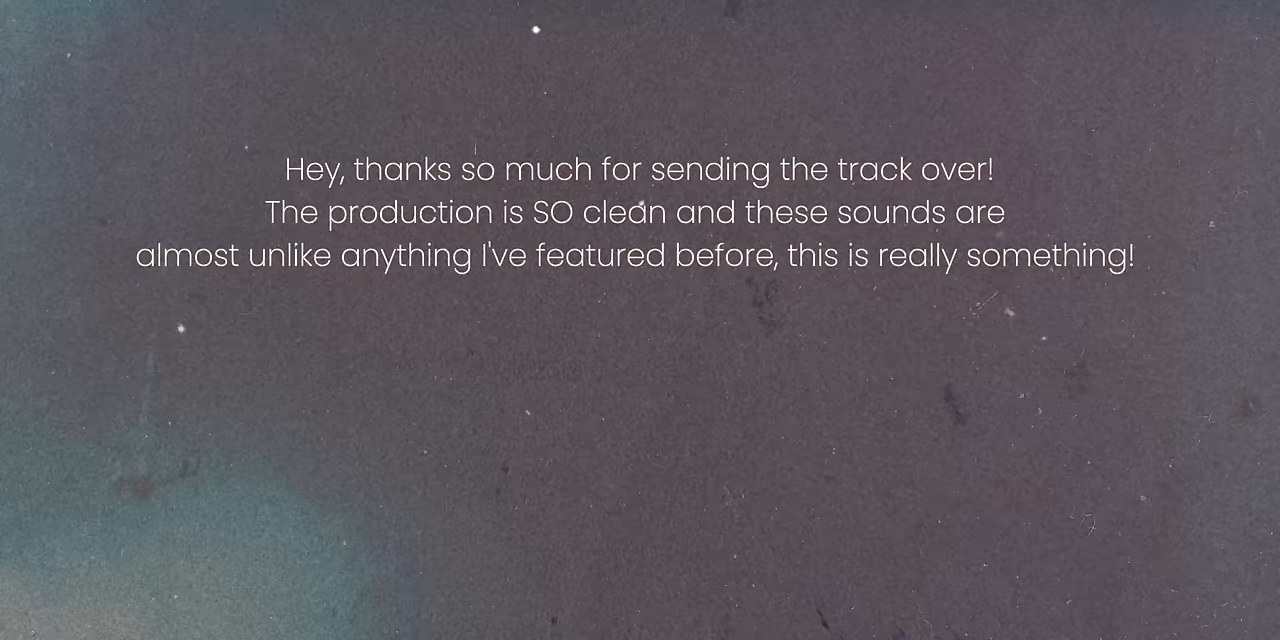 Hey, thanks so much for sending the track over!
The production is SO clean and these sounds are
almost unlike anything I've featured before, this is really something!